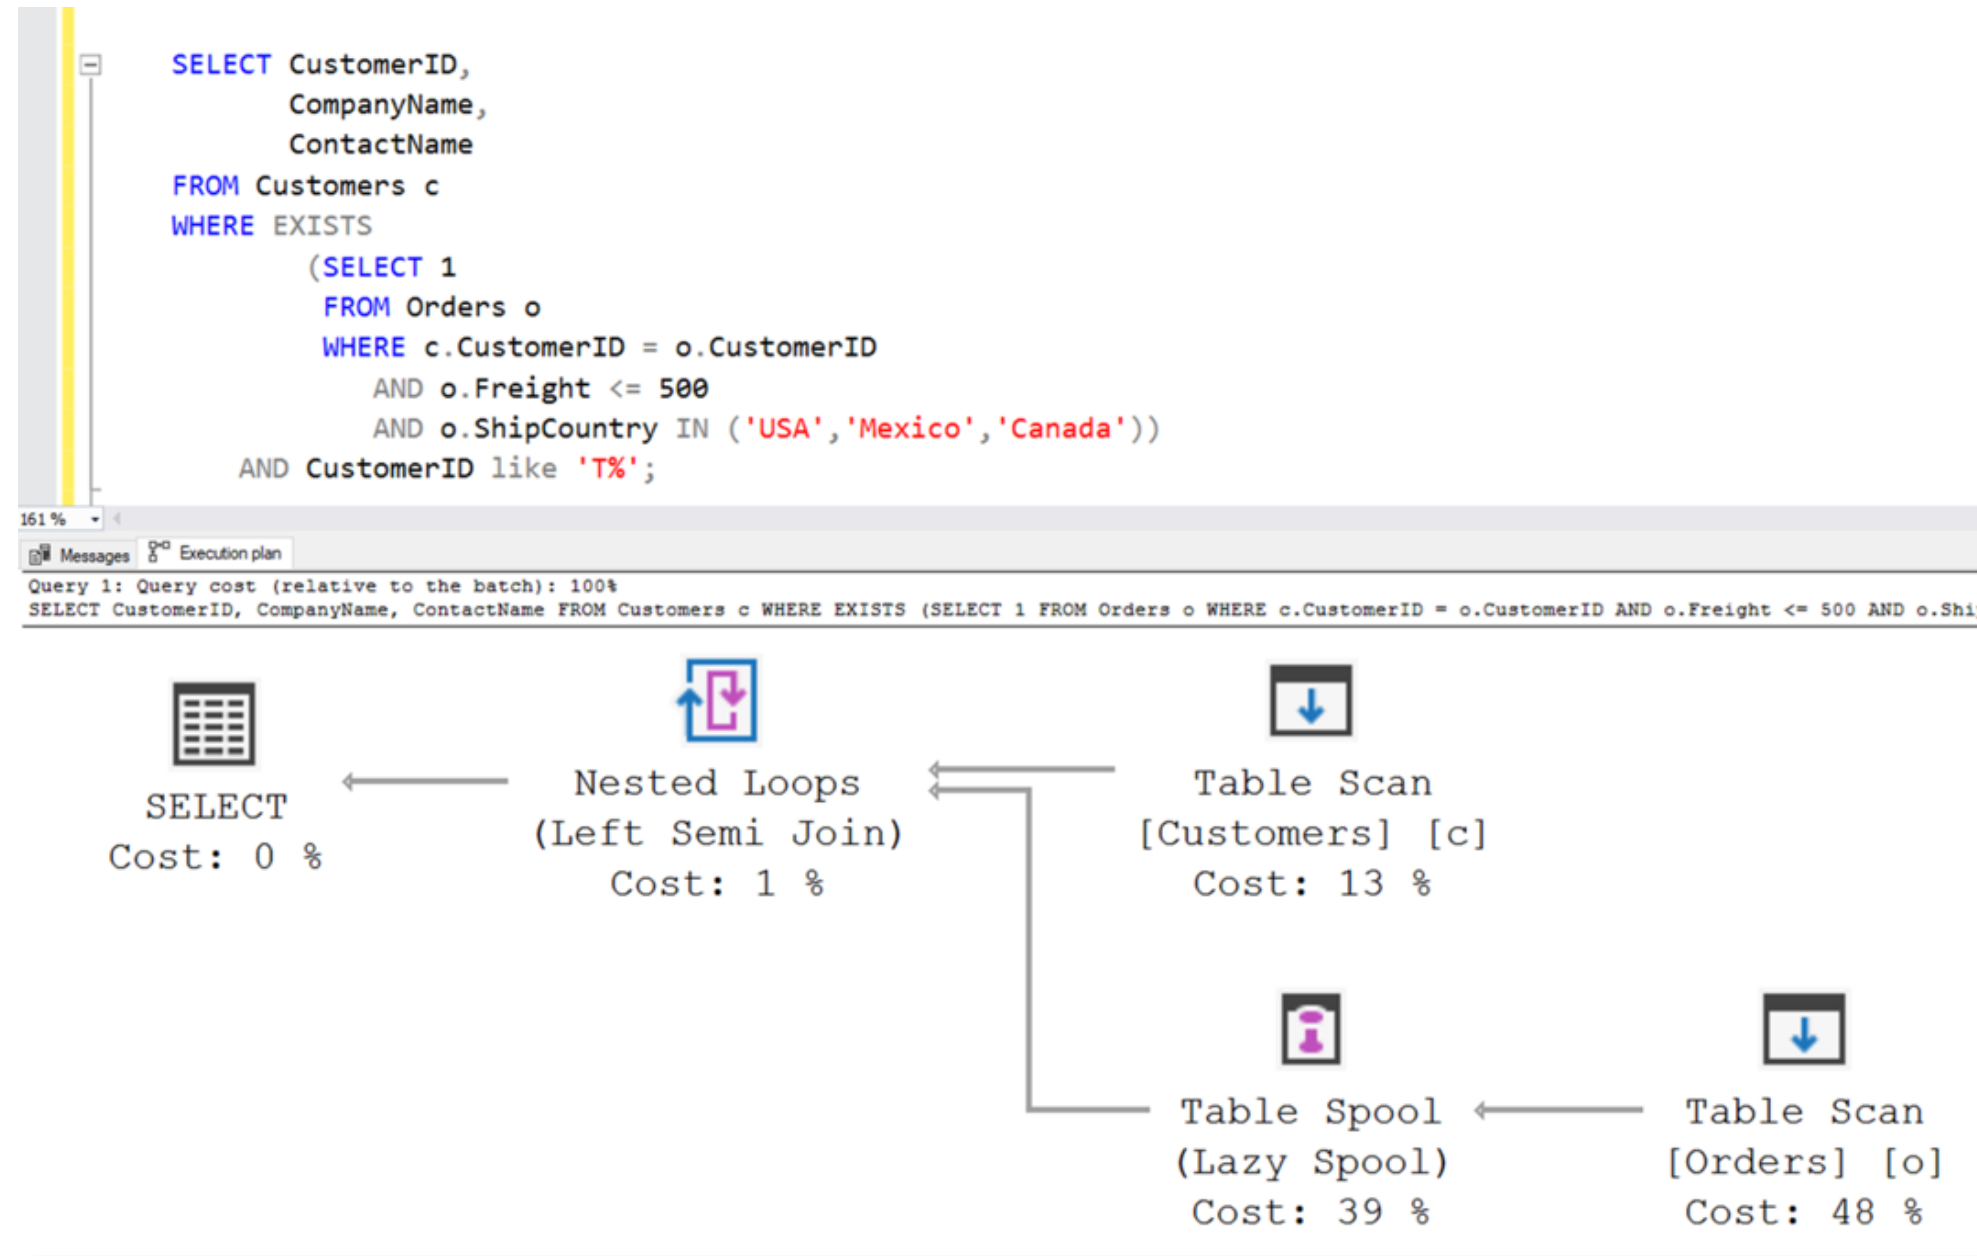 SELECT CustomerID,
CompanyName,
ContactName
FROM Customers c
WHERE EXISTS
(SELECT 1
FROM Orders o
WHERE c.CustomerID = o.CustomerID
AND o.Freight <= 500
AND o.ShipCountry IN ('USA','Mexico','Canada'))
AND CustomerID like 'T%';
161 %
Messages Execution plan
Query 1: Query cost (relative to the batch): 100%
SELECT CustomerID, CompanyName, ContactName FROM Customers c WHERE EXISTS (SELECT 1 FROM Orders o WHERE c.CustomerID = o.CustomerID AND o.Freight <= 500 AND o.Shi
SELECT
Cost: 0 %
Nested Loops
(Left Semi Join)
Cost: 1 %
Table Scan
[Customers] [c]
Cost: 13 %
Table Spool
(Lazy Spool)
Cost: 39 %
Table Scan
[Orders] [o]
Cost: 48 %